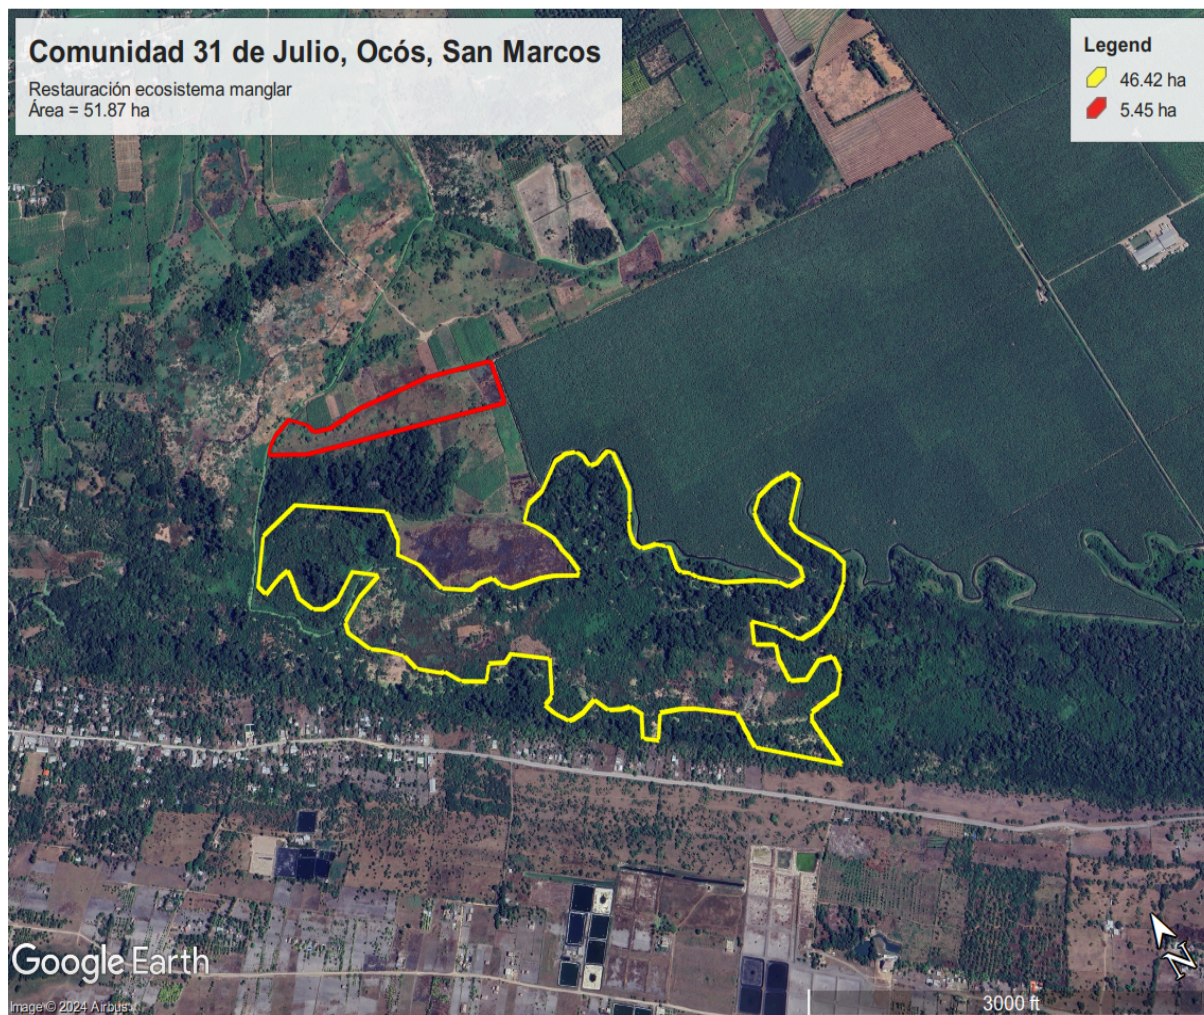 Comunidad 31 de Julio, Ocós, San Marcos
Restauración ecosistema manglar
Área = 51.87 ha
Legend
46.42 ha
5.45 ha
Google Earth
Image © 2024 Airbus
3000 ft
N